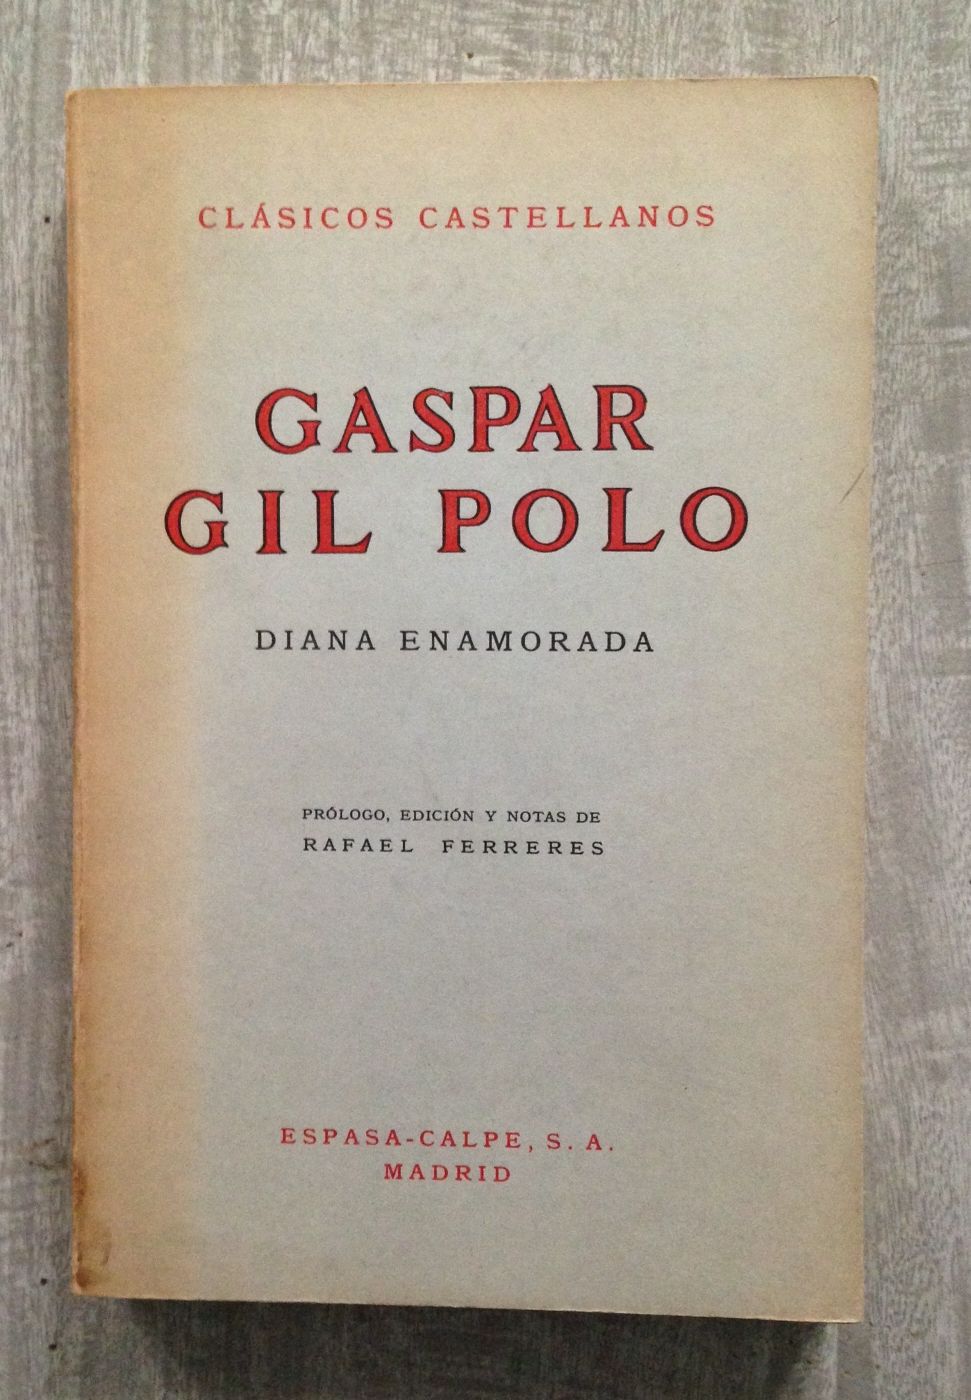 CLÁSICOS CASTELLANOS
GASPAR
GIL POLO
DIANA ENAMORADA
PRÓLOGO, EDICIÓN Y NOTAS DE
RAFAEL FERRERES
ESPASA-CALPE, S. A.
MADRID